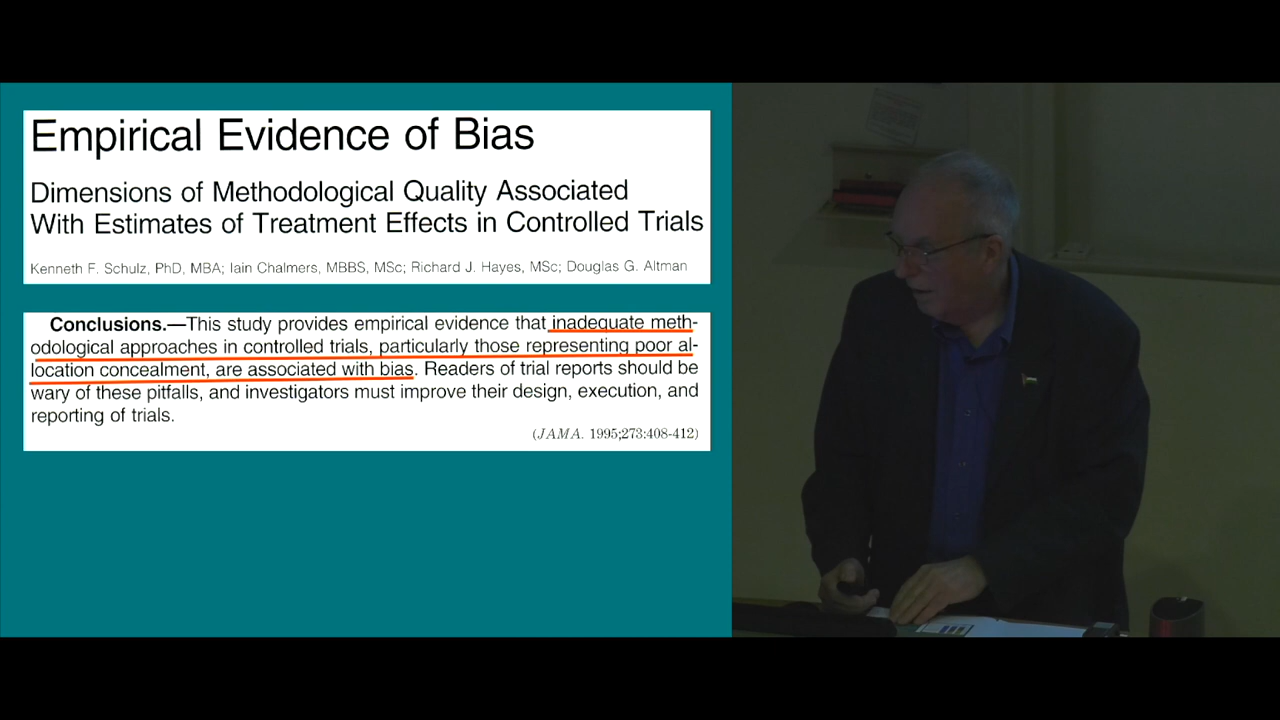 Empirical Evidence of Bias
Dimensions of Methodological Quality Associated
With Estimates of Treatment Effects in Controlled Trials
Kenneth F. Schulz, PhD, MBA; Iain Chalmers, MBBS, MSc; Richard J. Hayes, MSc; Douglas G. Altman
Conclusions.—This study provides empirical evidence that inadequate meth-
odological approaches in controlled trials, particularly those representing poor al-
location concealment, are associated with bias. Readers of trial reports should be
wary of these pitfalls, and investigators must improve their design, execution, and
reporting of trials.
(JAMA. 1995;273:408-412)